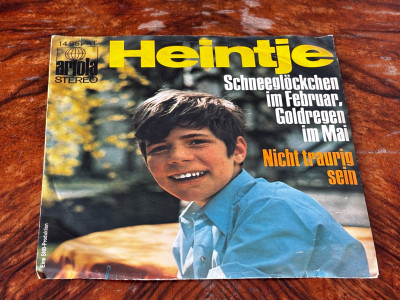 Heintje
ariola
STEREO
Schneeglöckchen
im Februar,
Goldregen
im Mai
Nicht traurig
sein